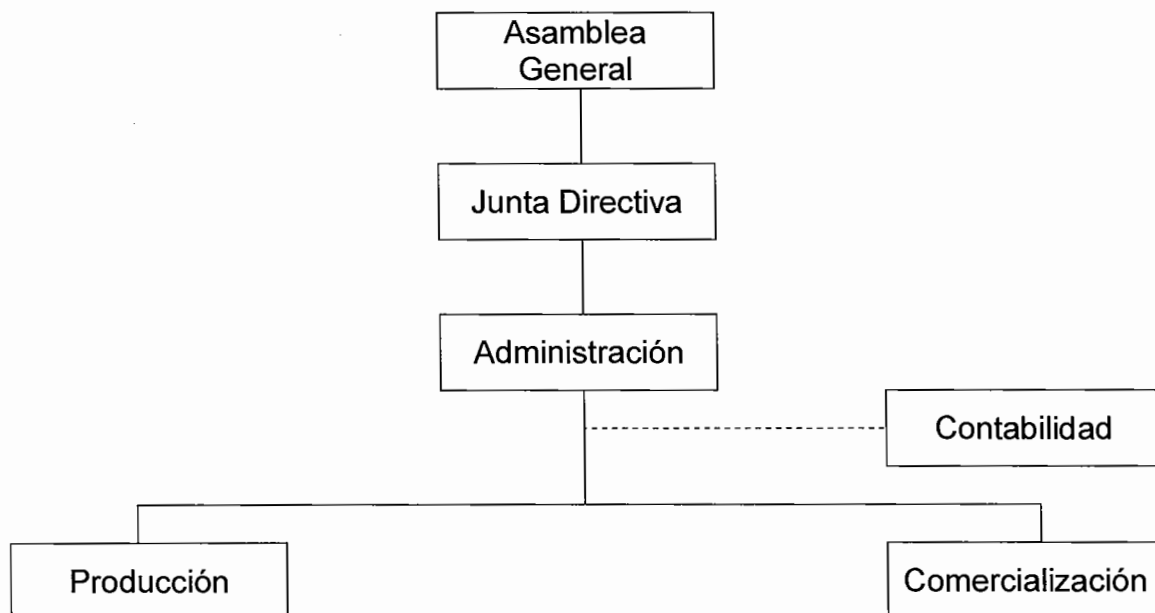 Asamblea
General
Junta Directiva
Administración
Contabilidad
Producción
Comercialización